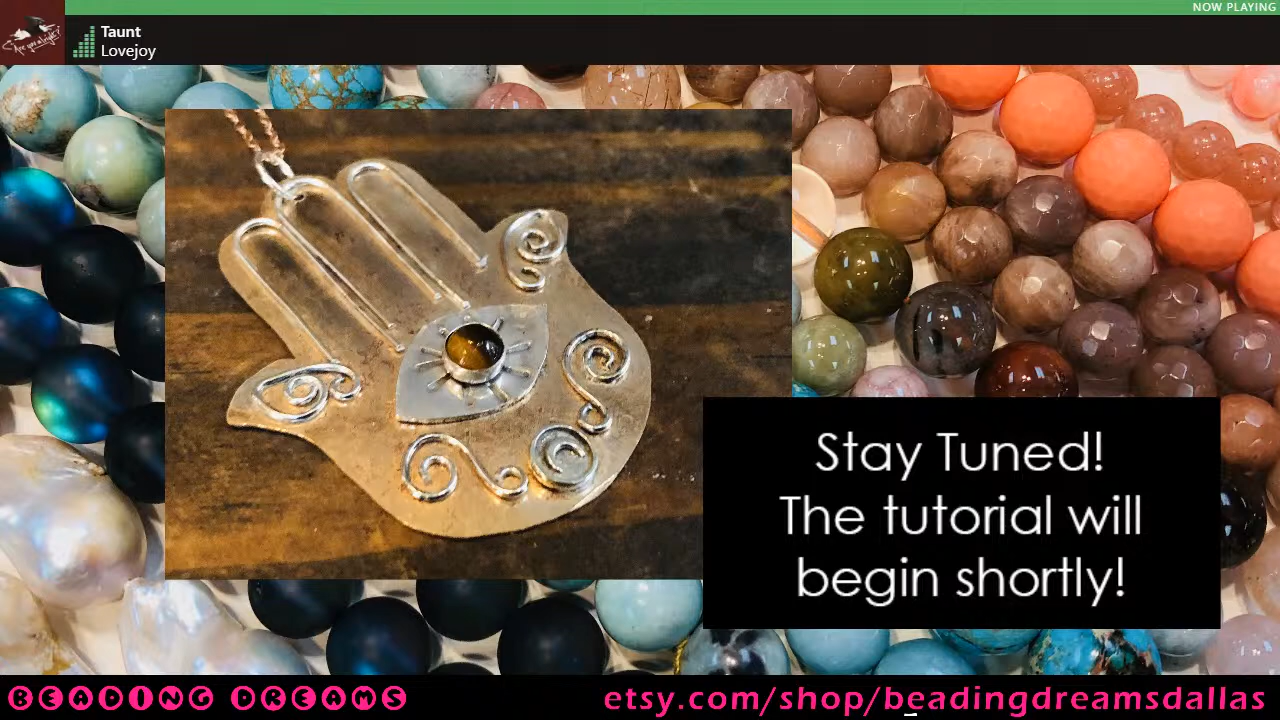 NOW PLAYING
Taunt
Lovejoy
Stay Tuned!
The tutorial will
begin shortly!
BEADING DREAMS
etsy.com/shop/beadingdreamsdallas